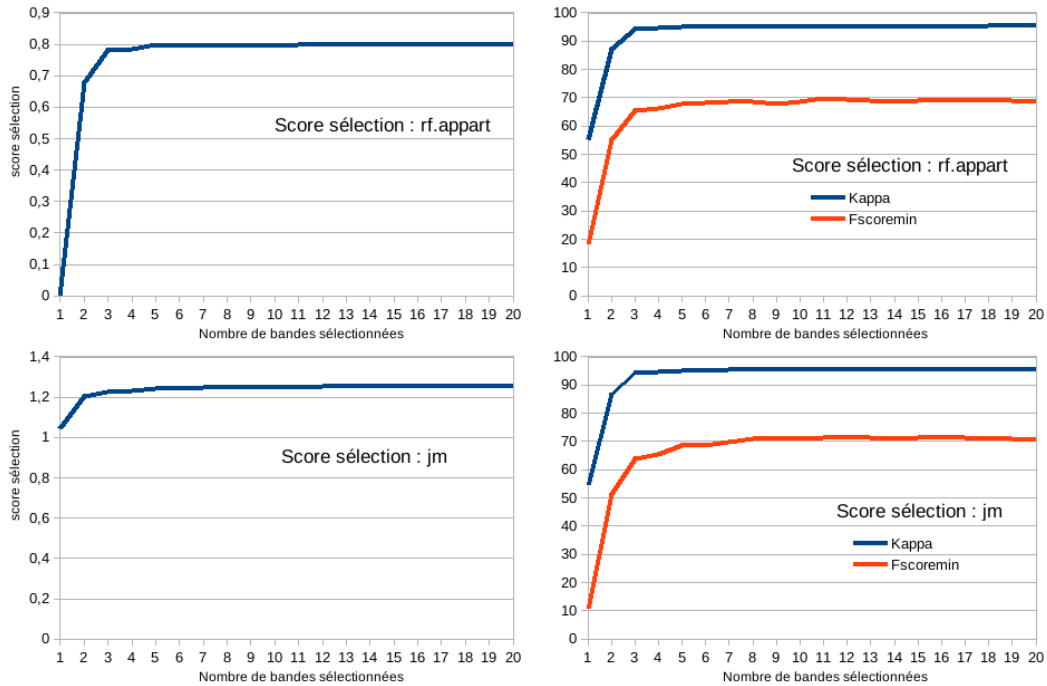 0,9
0,8
0,7
0,6
0,5
0,4
0,3
0,2
0,1
0
score sélection
Score sélection : rf.appart
1 2 3 4 5 6 7 8 9 10 11 12 13 14 15 16 17 18 19 20
Nombre de bandes sélectionnées
100
90
80
70
60
50
40
30
20
10
0
Score sélection : rf.appart
Kappa
Fscoremin
1 2 3 4 5 6 7 8 9 10 11 12 13 14 15 16 17 18 19 20
Nombre de bandes sélectionnées
1,4
1,2
1
0,8
0,6
0,4
0,2
0
score sélection
Score sélection : jm
1 2 3 4 5 6 7 8 9 10 11 12 13 14 15 16 17 18 19 20
Nombre de bandes sélectionnées
100
90
80
70
60
50
40
30
20
10
0
Score sélection : jm
Kappa
Fscoremin
1 2 3 4 5 6 7 8 9 10 11 12 13 14 15 16 17 18 19 20
Nombre de bandes sélectionnées